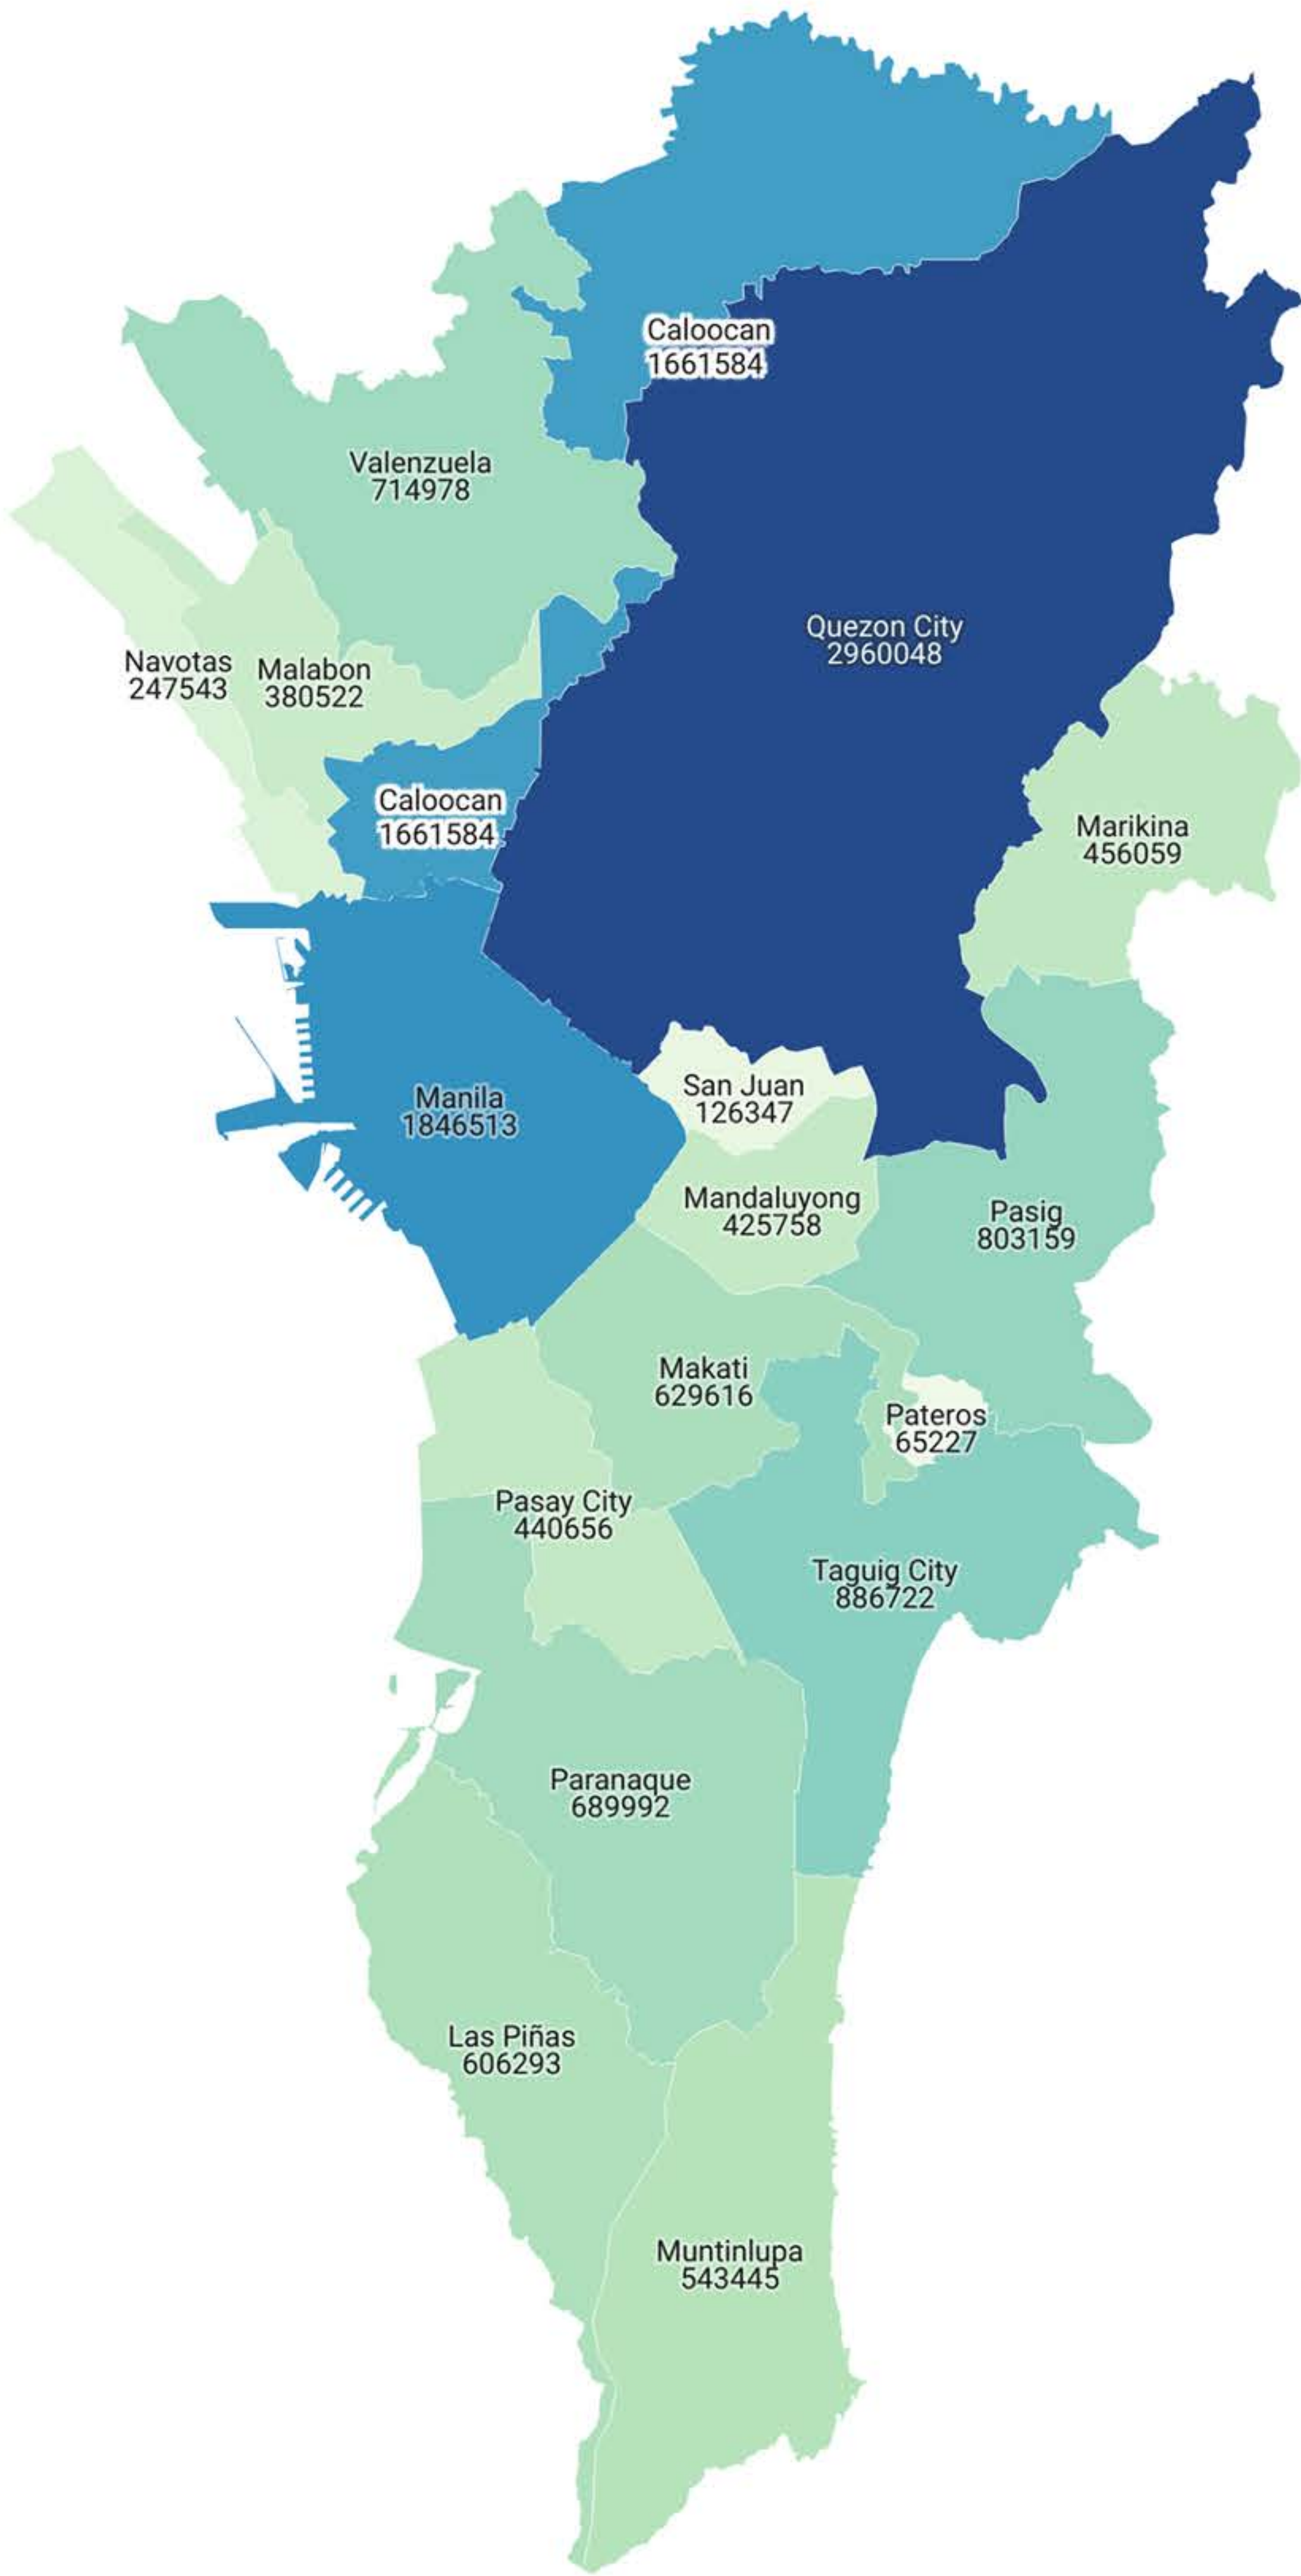 Caloocan
1661584
Valenzuela
714978
Quezon City
2960048
Navotas
247543
Malabon
380522
Caloocan
1661584
Marikina
456059
San Juan
126347
Manila
1846513
Mandaluyong
425758
Pasig
803159
Makati
629616
Pateros
65227
Pasay City
440656
Taguig City
886722
Paranaque
689992
Las Piñas
606293
Muntinlupa
543445